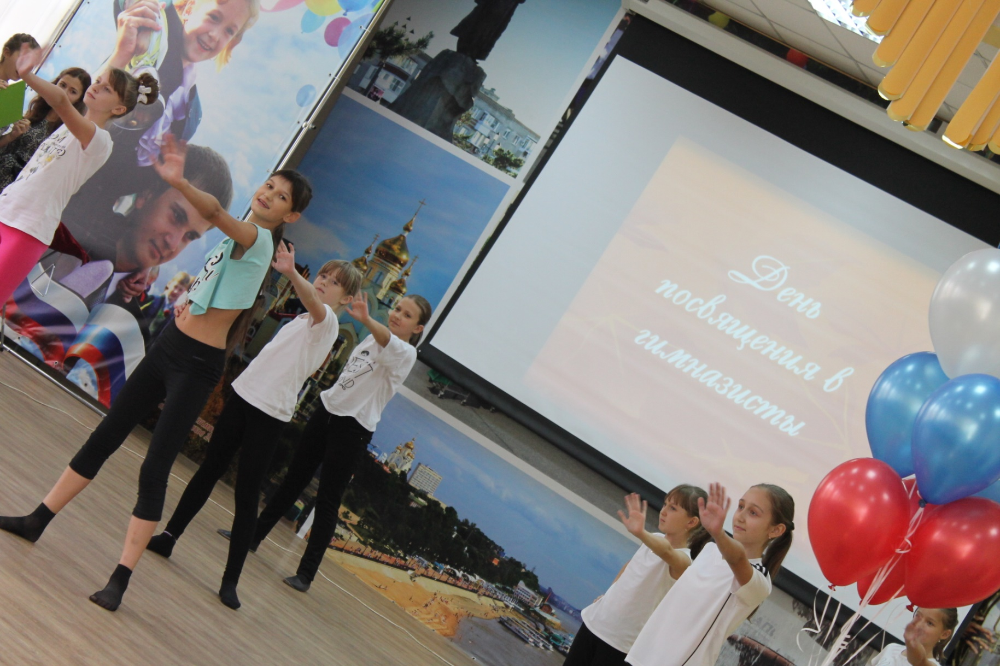 День
посвящения в
гимназисты